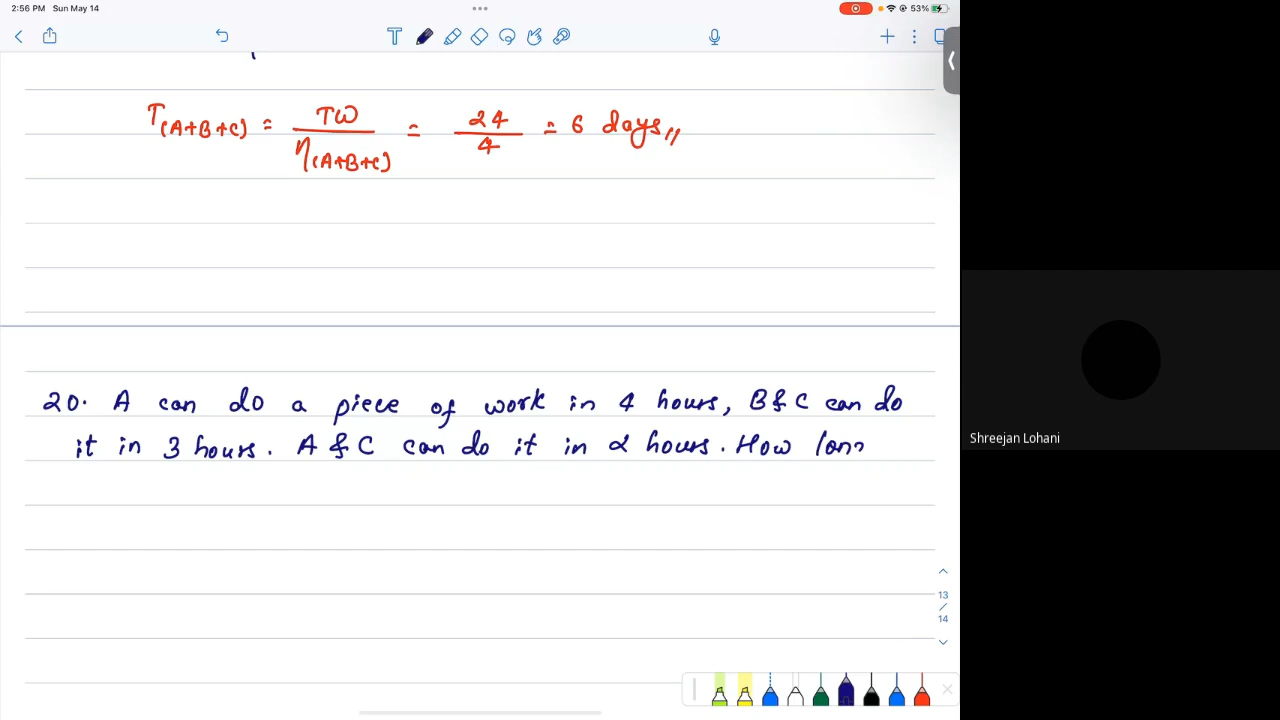 2:56 PM Sun May 14
53%
T(A+B+C) = TW / η(A+B+C) = 24 / 4 = 6 days,,
20. A can do a piece of work in 4 hours, B & C can do
it in 3 hours. A & C can do it in 2 hours. How lon
Shreejan Lohani
13
/
14